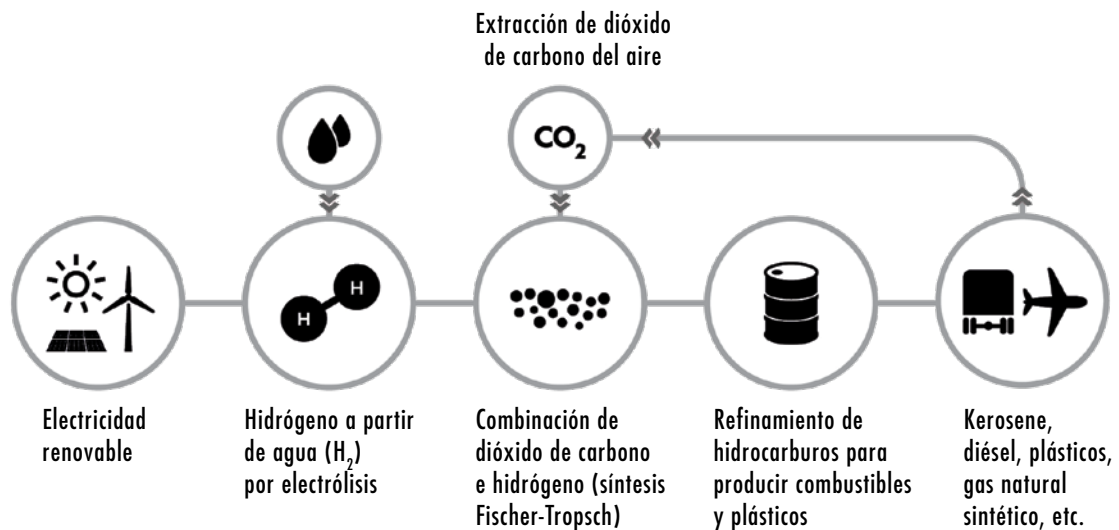 Extracción de dióxido
de carbono del aire
CO₂
H
H
Electricidad
renovable
Hidrógeno a partir
de agua (H₂)
por electrólisis
Combinación de
dióxido de carbono
e hidrógeno (síntesis
Fischer-Tropsch)
Refinamiento de
hidrocarburos para
producir combustibles
y plásticos
Kerosene,
diésel, plásticos,
gas natural
sintético, etc.